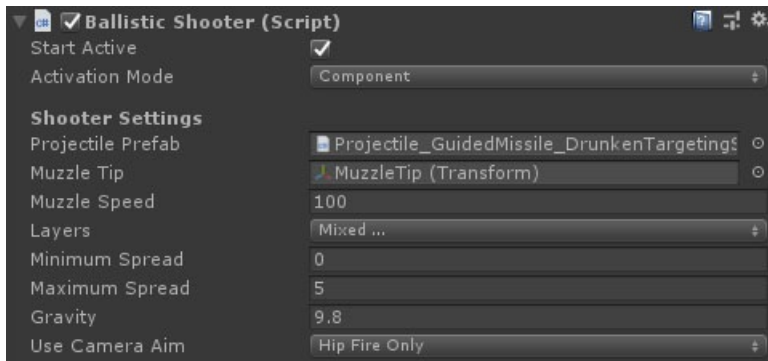 Ballistic Shooter (Script)
Start Active
Activation Mode Component
Shooter Settings
Projectile Prefab Projectile_GuidedMissile_DrunkenTargetingS
Muzzle Tip MuzzleTip (Transform)
Muzzle Speed 100
Layers Mixed ...
Minimum Spread 0
Maximum Spread 5
Gravity 9.8
Use Camera Aim Hip Fire Only